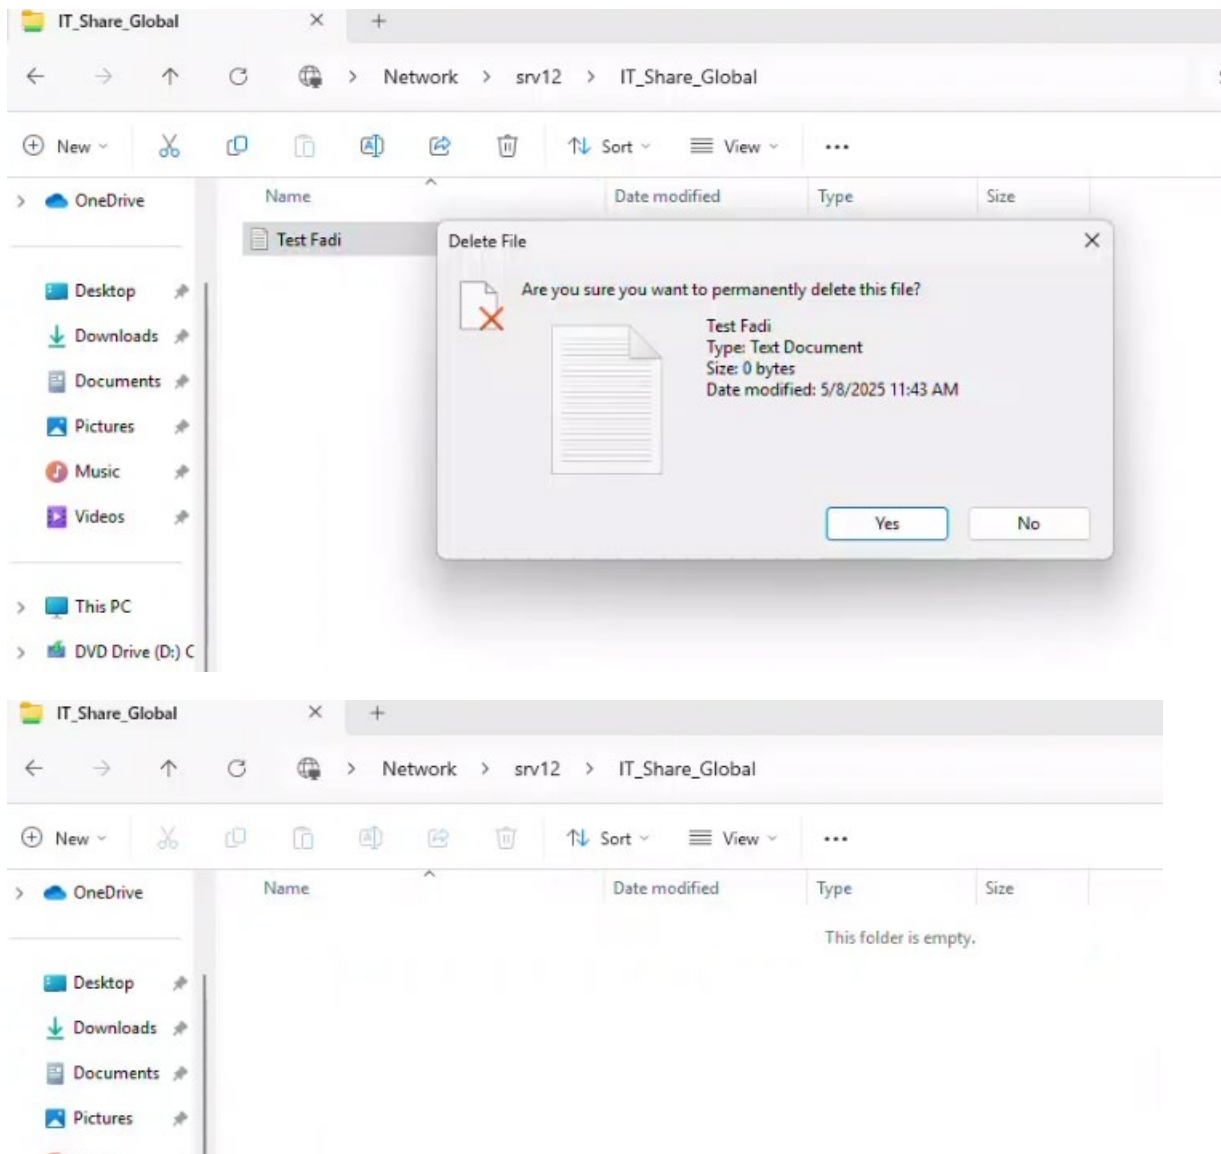 IT_Share_Global
Network > srv12 > IT_Share_Global
New Sort View ...
Name Date modified Type Size
OneDrive
Test Fadi
Desktop
Downloads
Documents
Pictures
Music
Videos
This PC
DVD Drive (D:) C
Delete File
Are you sure you want to permanently delete this file?
Test Fadi
Type: Text Document
Size: 0 bytes
Date modified: 5/8/2025 11:43 AM
Yes No
IT_Share_Global
Network > srv12 > IT_Share_Global
New Sort View ...
Name Date modified Type Size
OneDrive
This folder is empty.
Desktop
Downloads
Documents
Pictures